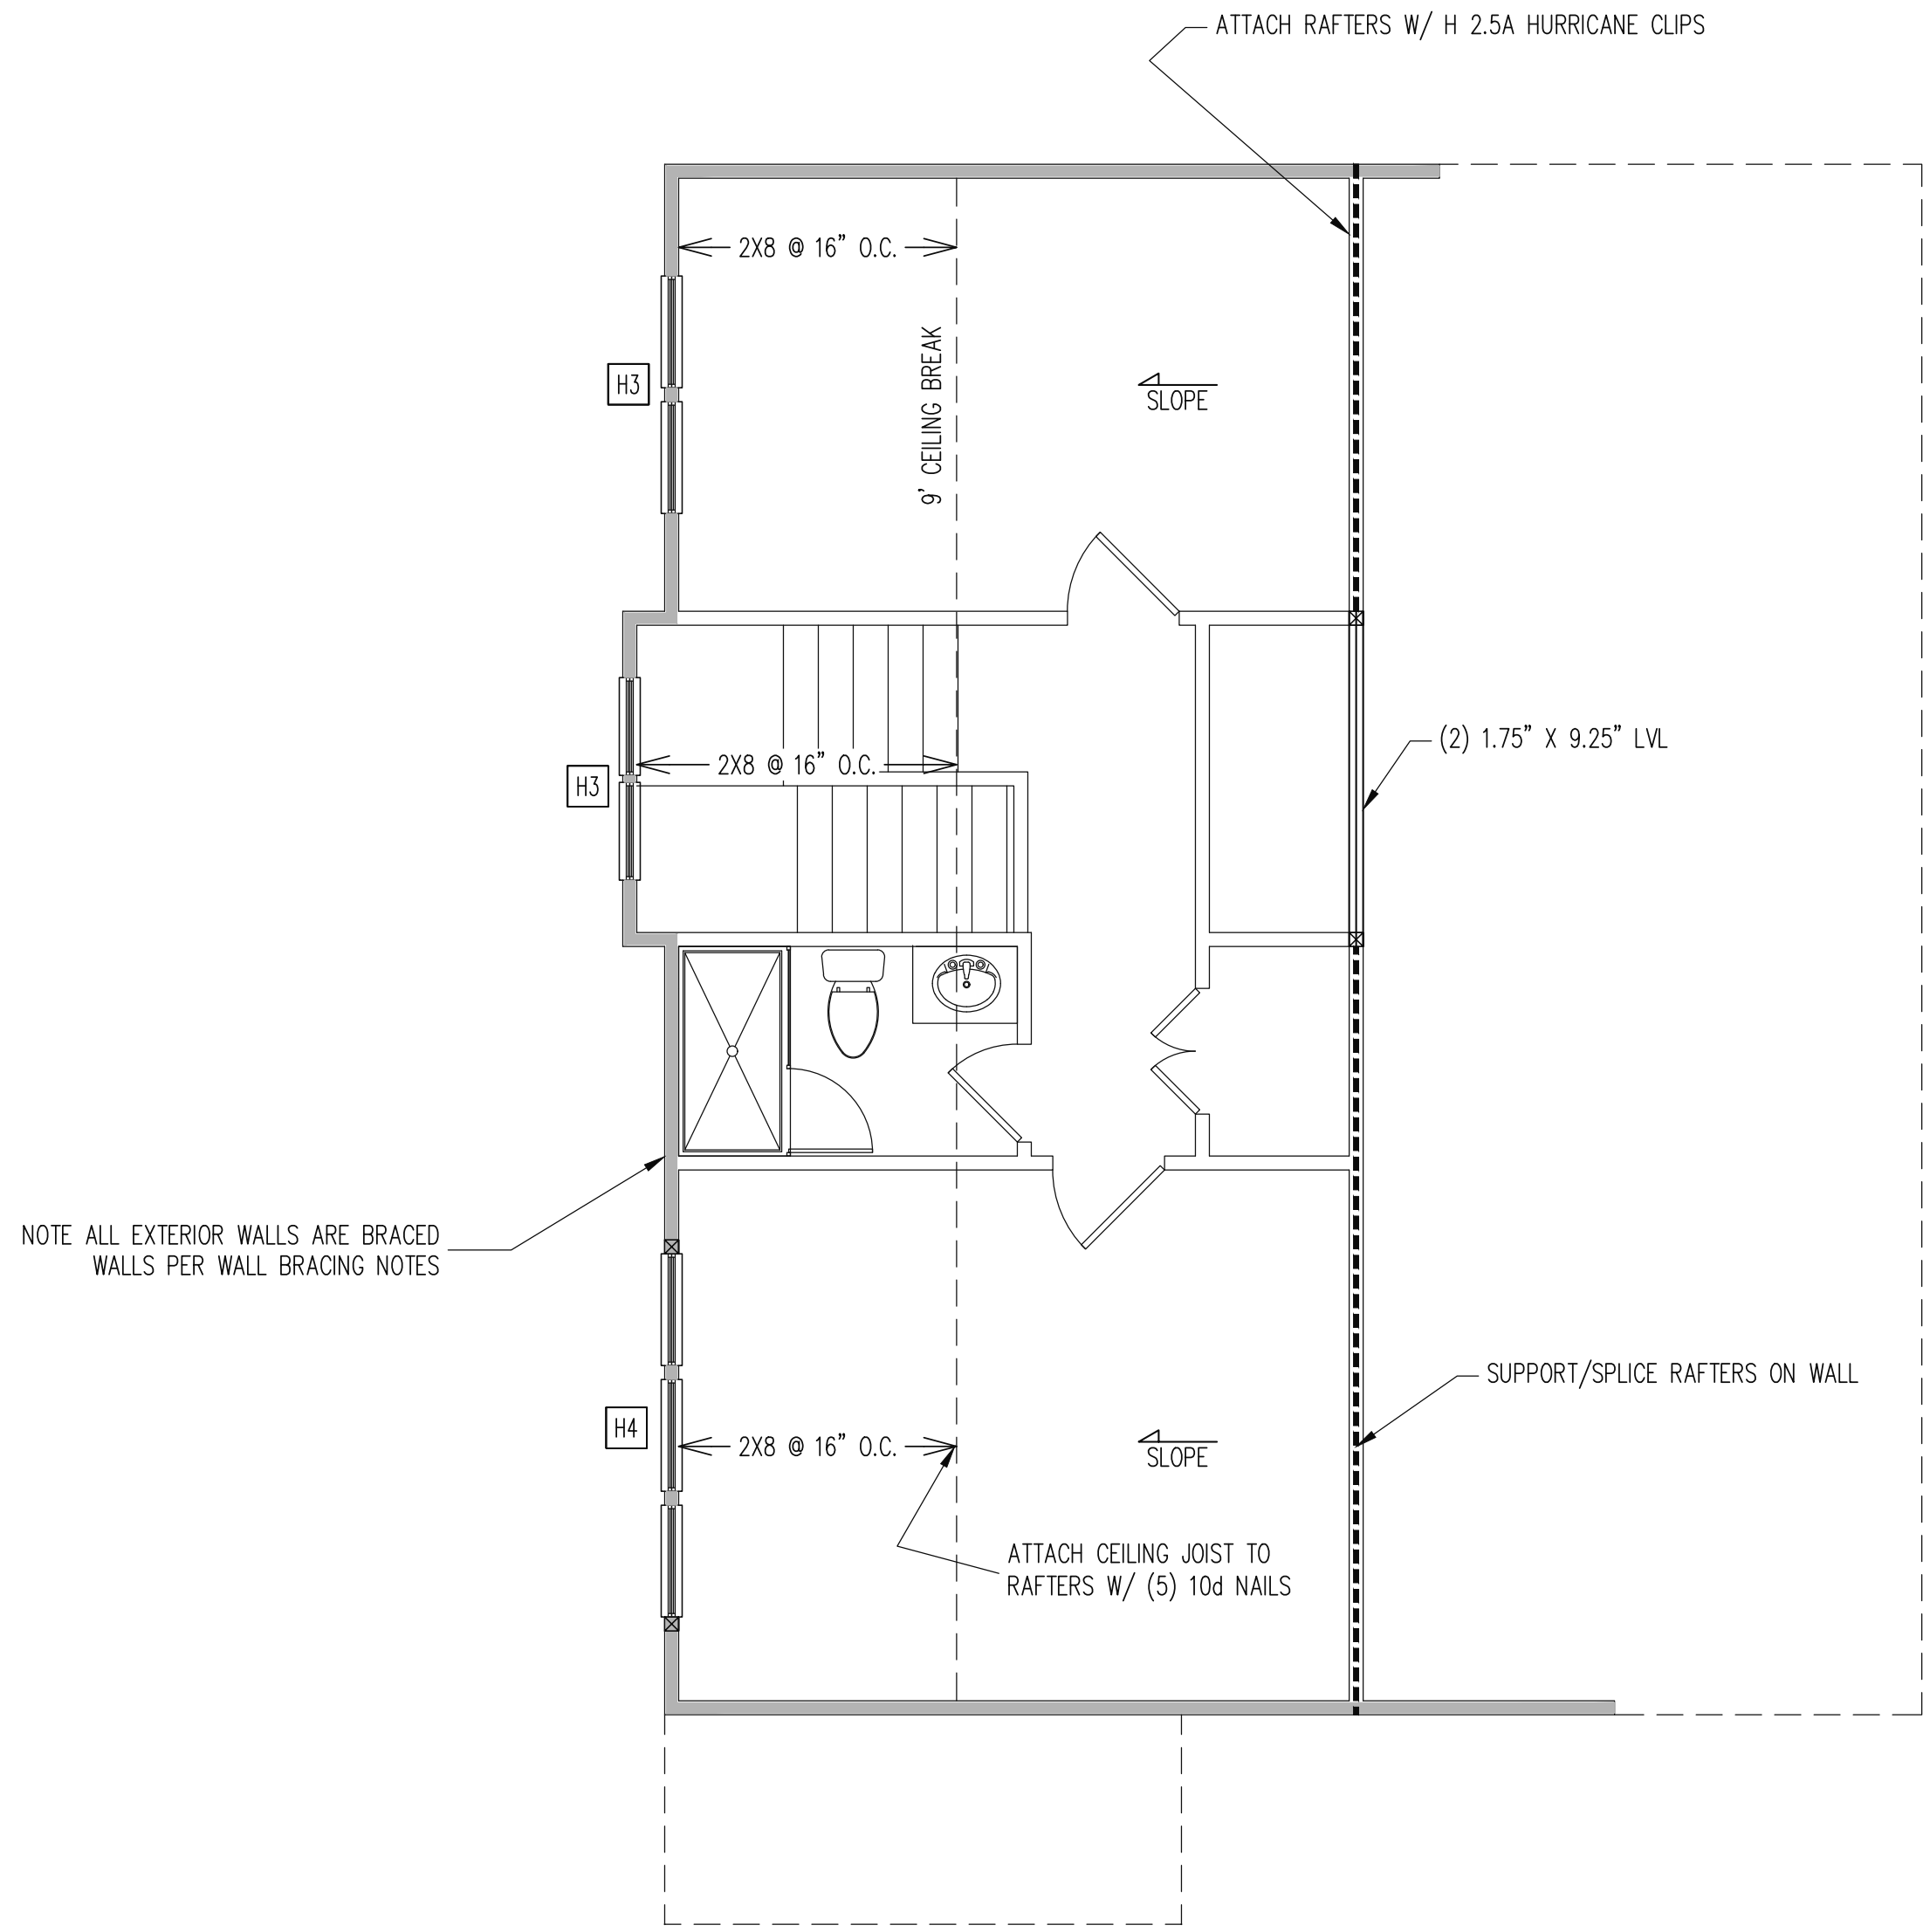 ATTACH RAFTERS W/ H 2.5A HURRICANE CLIPS
2X8 @ 16" O.C.
9' CEILING BREAK
H3
SLOPE
(2) 1.75" X 9.25" LVL
2X8 @ 16" O.C.
H3
NOTE ALL EXTERIOR WALLS ARE BRACED
WALLS PER WALL BRACING NOTES
SUPPORT/SPLICE RAFTERS ON WALL
H4
2X8 @ 16" O.C.
SLOPE
ATTACH CEILING JOIST TO
RAFTERS W/ (5) 10d NAILS